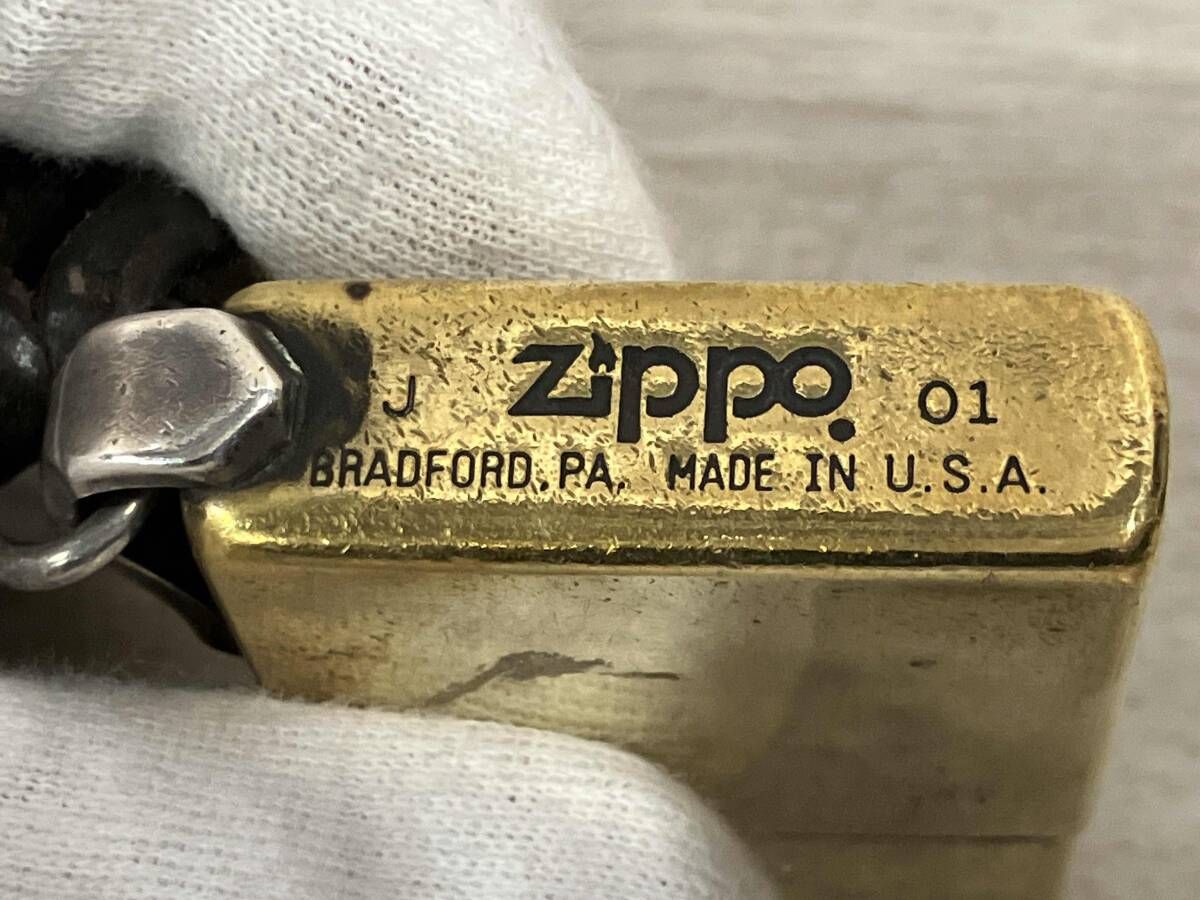 J zippo 01
BRADFORD, PA. MADE IN U.S.A.